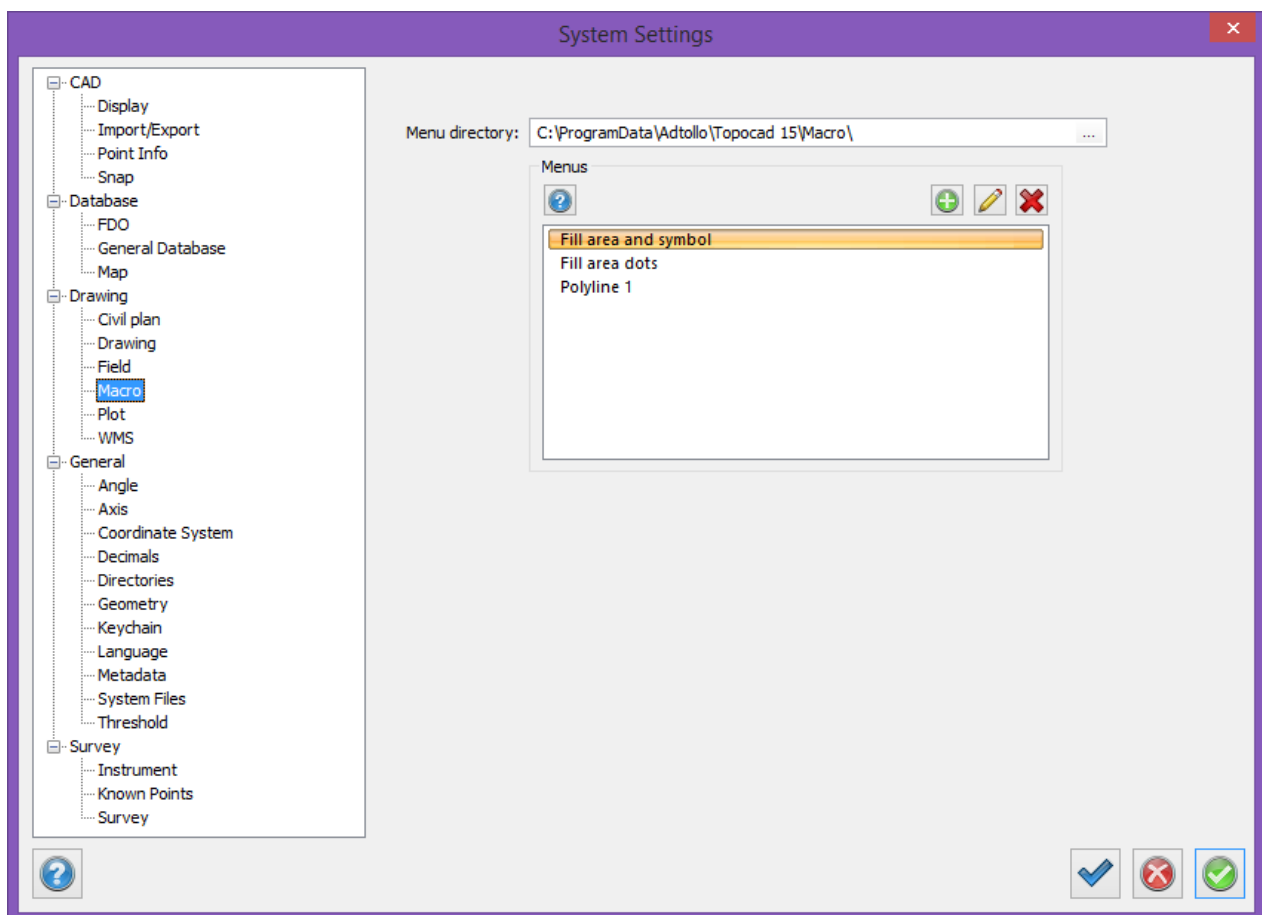 System Settings
CAD
Display
Import/Export
Point Info
Snap
Database
FDO
General Database
Map
Drawing
Civil plan
Drawing
Field
Macro
Plot
WMS
General
Angle
Axis
Coordinate System
Decimals
Directories
Geometry
Keychain
Language
Metadata
System Files
Threshold
Survey
Instrument
Known Points
Survey
Menu directory: C:\ProgramData\Adtollo\Topocad 15\Macro\ ...
Menus
Fill area and symbol
Fill area dots
Polyline 1